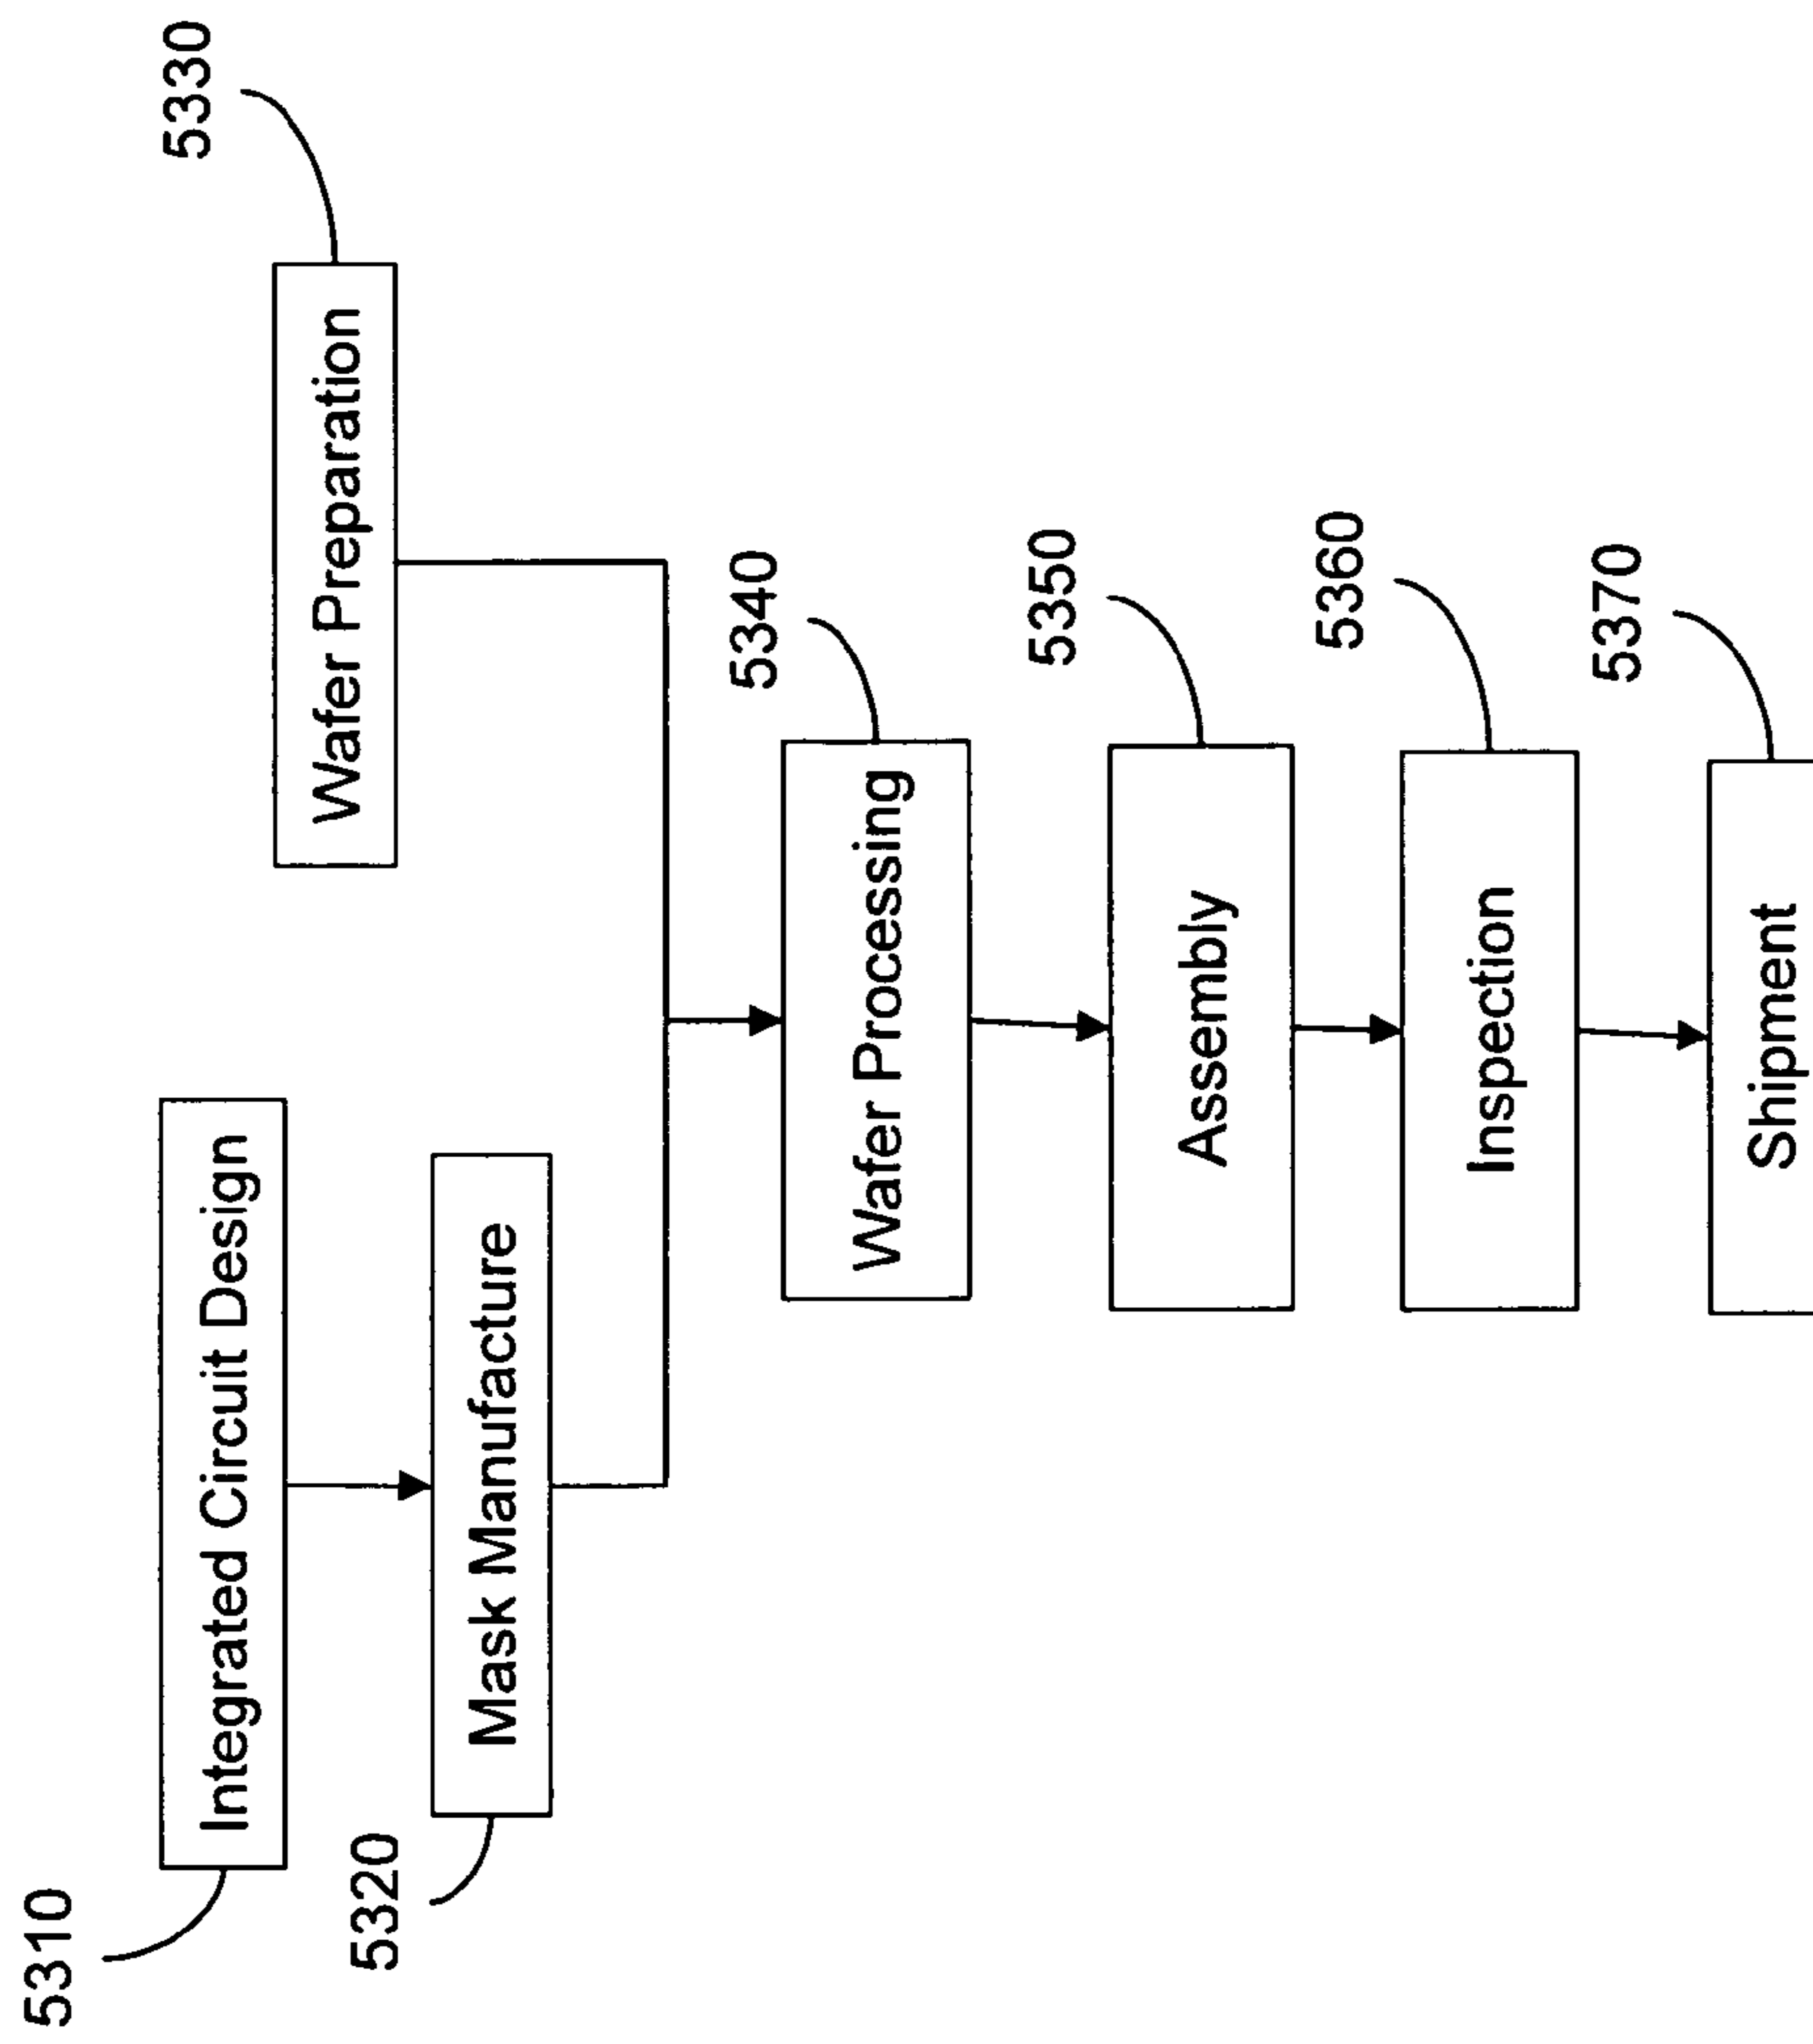 5310
Integrated Circuit Design
5330
Wafer Preparation
5320
Mask Manufacture
5340
Wafer Processing
5350
Assembly
5360
Inspection
5370
Shipment